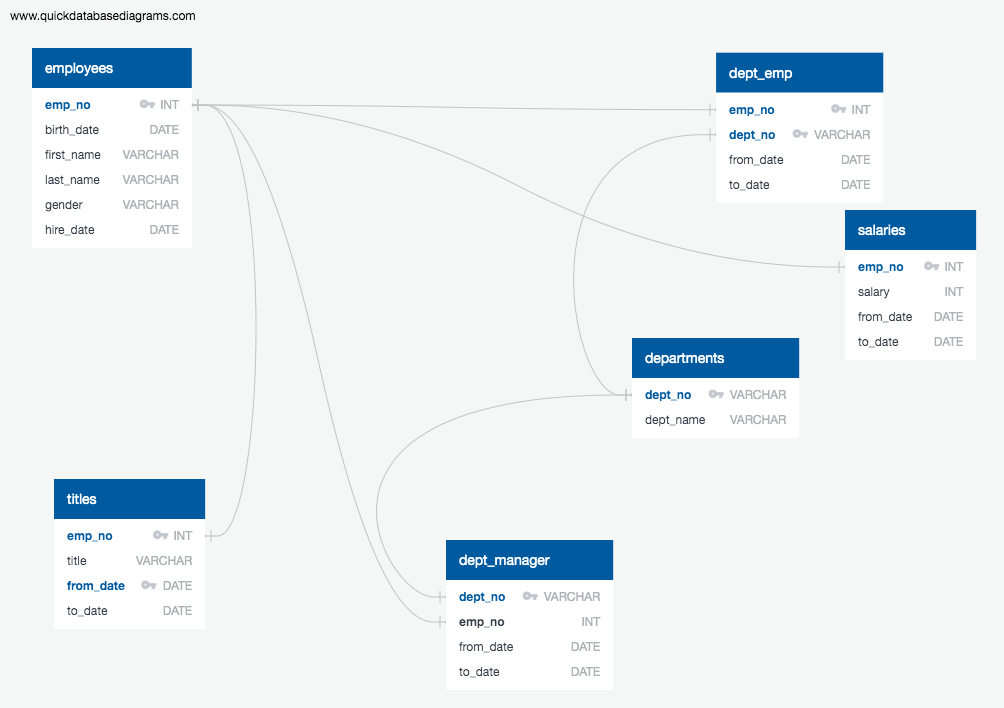 www.quickdatabasediagrams.com
employees
emp_no INT
birth_date DATE
first_name VARCHAR
last_name VARCHAR
gender VARCHAR
hire_date DATE
dept_emp
emp_no INT
dept_no VARCHAR
from_date DATE
to_date DATE
salaries
emp_no INT
salary INT
from_date DATE
to_date DATE
departments
dept_no VARCHAR
dept_name VARCHAR
titles
emp_no INT
title VARCHAR
from_date DATE
to_date DATE
dept_manager
dept_no VARCHAR
emp_no INT
from_date DATE
to_date DATE